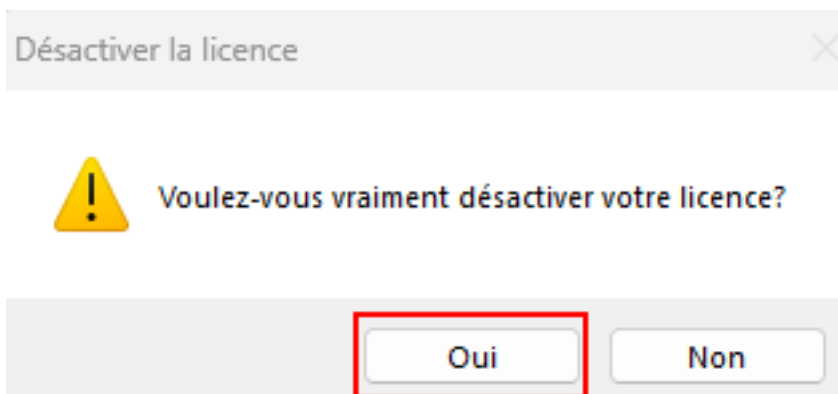 Désactiver la licence
Voulez-vous vraiment désactiver votre licence?
Oui Non